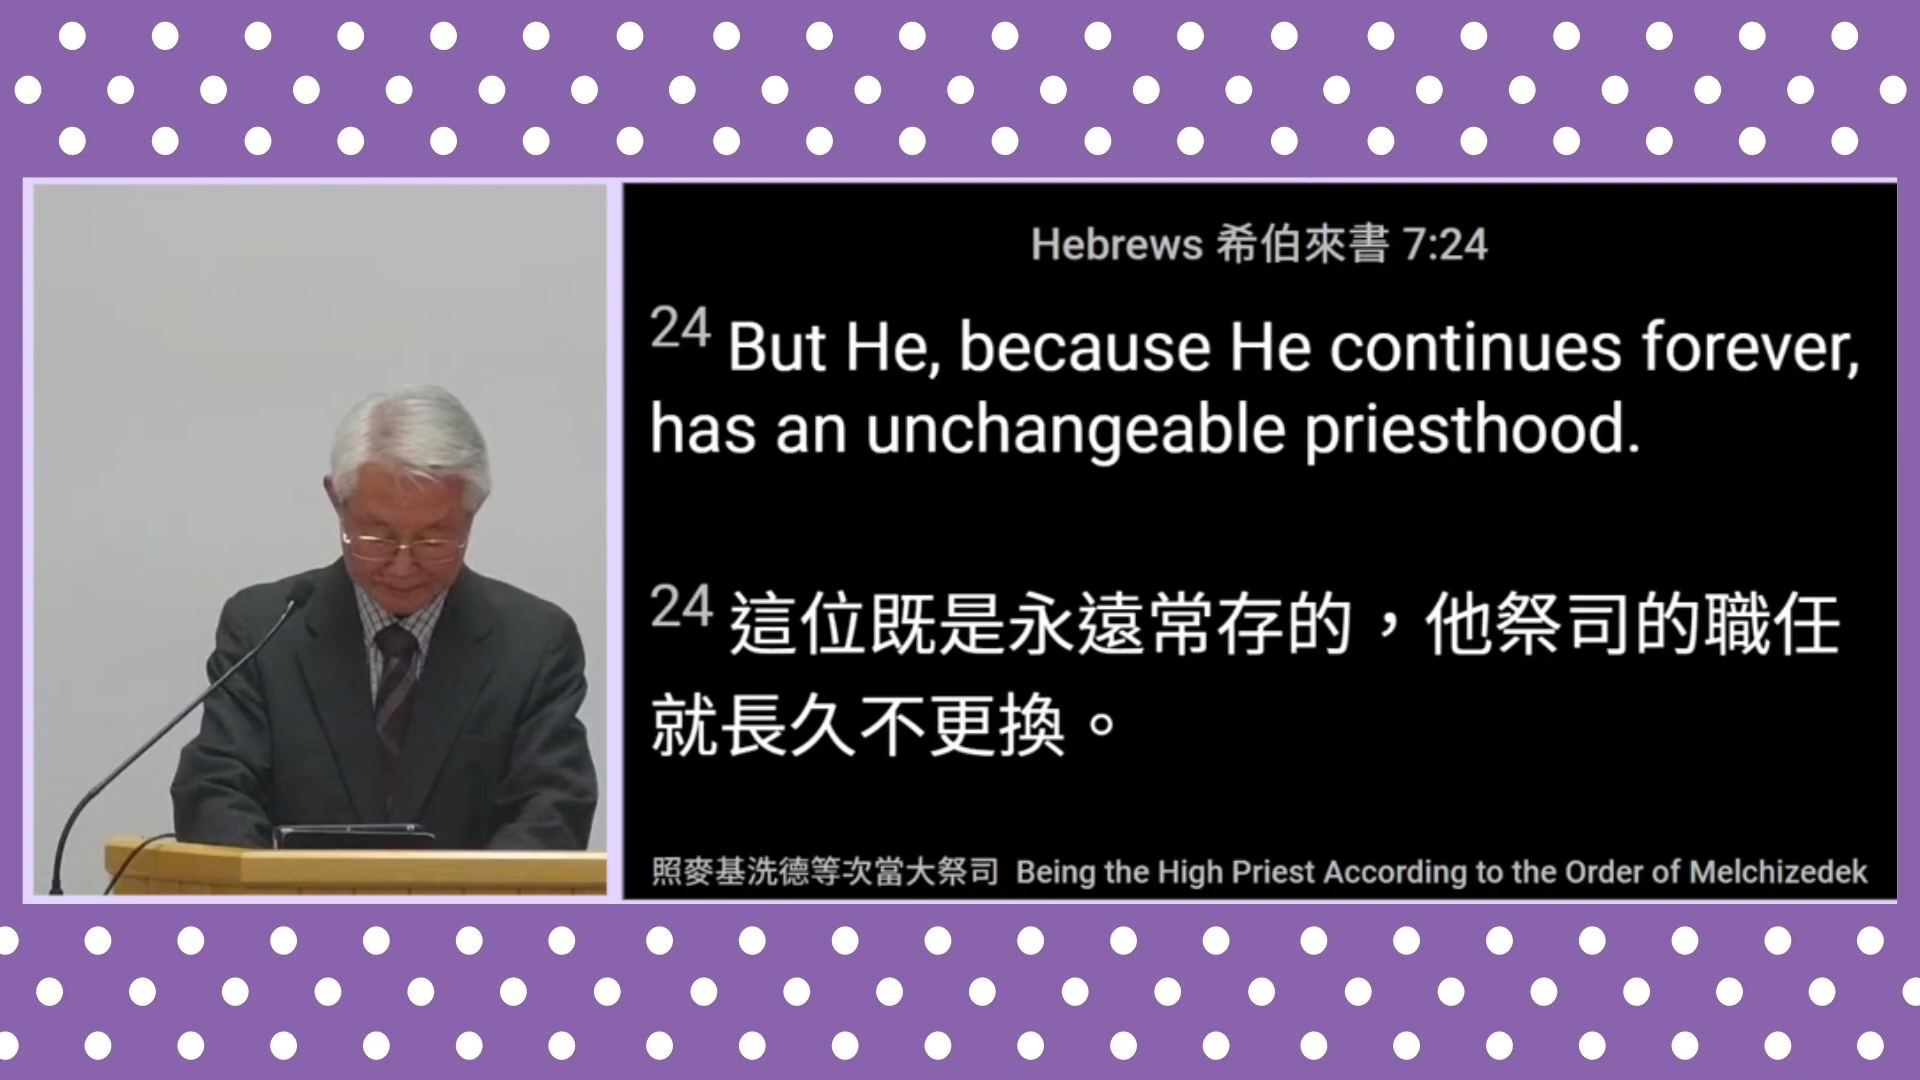 Hebrews 希伯來書 7:24
24 But He, because He continues forever,
has an unchangeable priesthood.
24 這位既是永遠常存的，他祭司的職任
就長久不更換。
照麥基洗德等次當大祭司 Being the High Priest According to the Order of Melchizedek